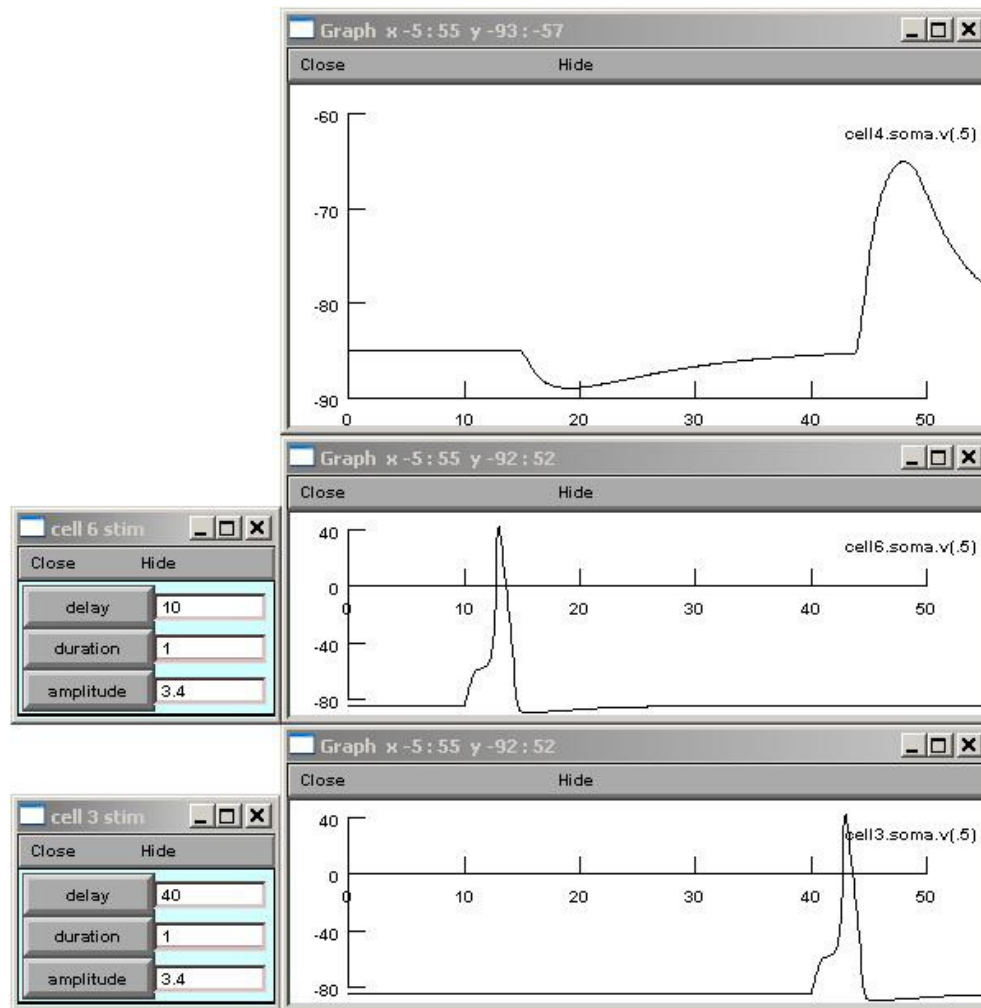 Graph x -5 : 55 y -93 : -57
Close Hide
-60
cell4.soma.v(.5)
-70
-80
-90
0 10 20 30 40 50
Graph x -5 : 55 y -92 : 52
Close Hide
40
cell6.soma.v(.5)
0
0 10 20 30 40 50
-40
-80
cell 6 stim
Close Hide
delay 10
duration 1
amplitude 3.4
Graph x -5 : 55 y -92 : 52
Close Hide
40
cell3.soma.v(.5)
0
0 10 20 30 40 50
-40
-80
cell 3 stim
Close Hide
delay 40
duration 1
amplitude 3.4